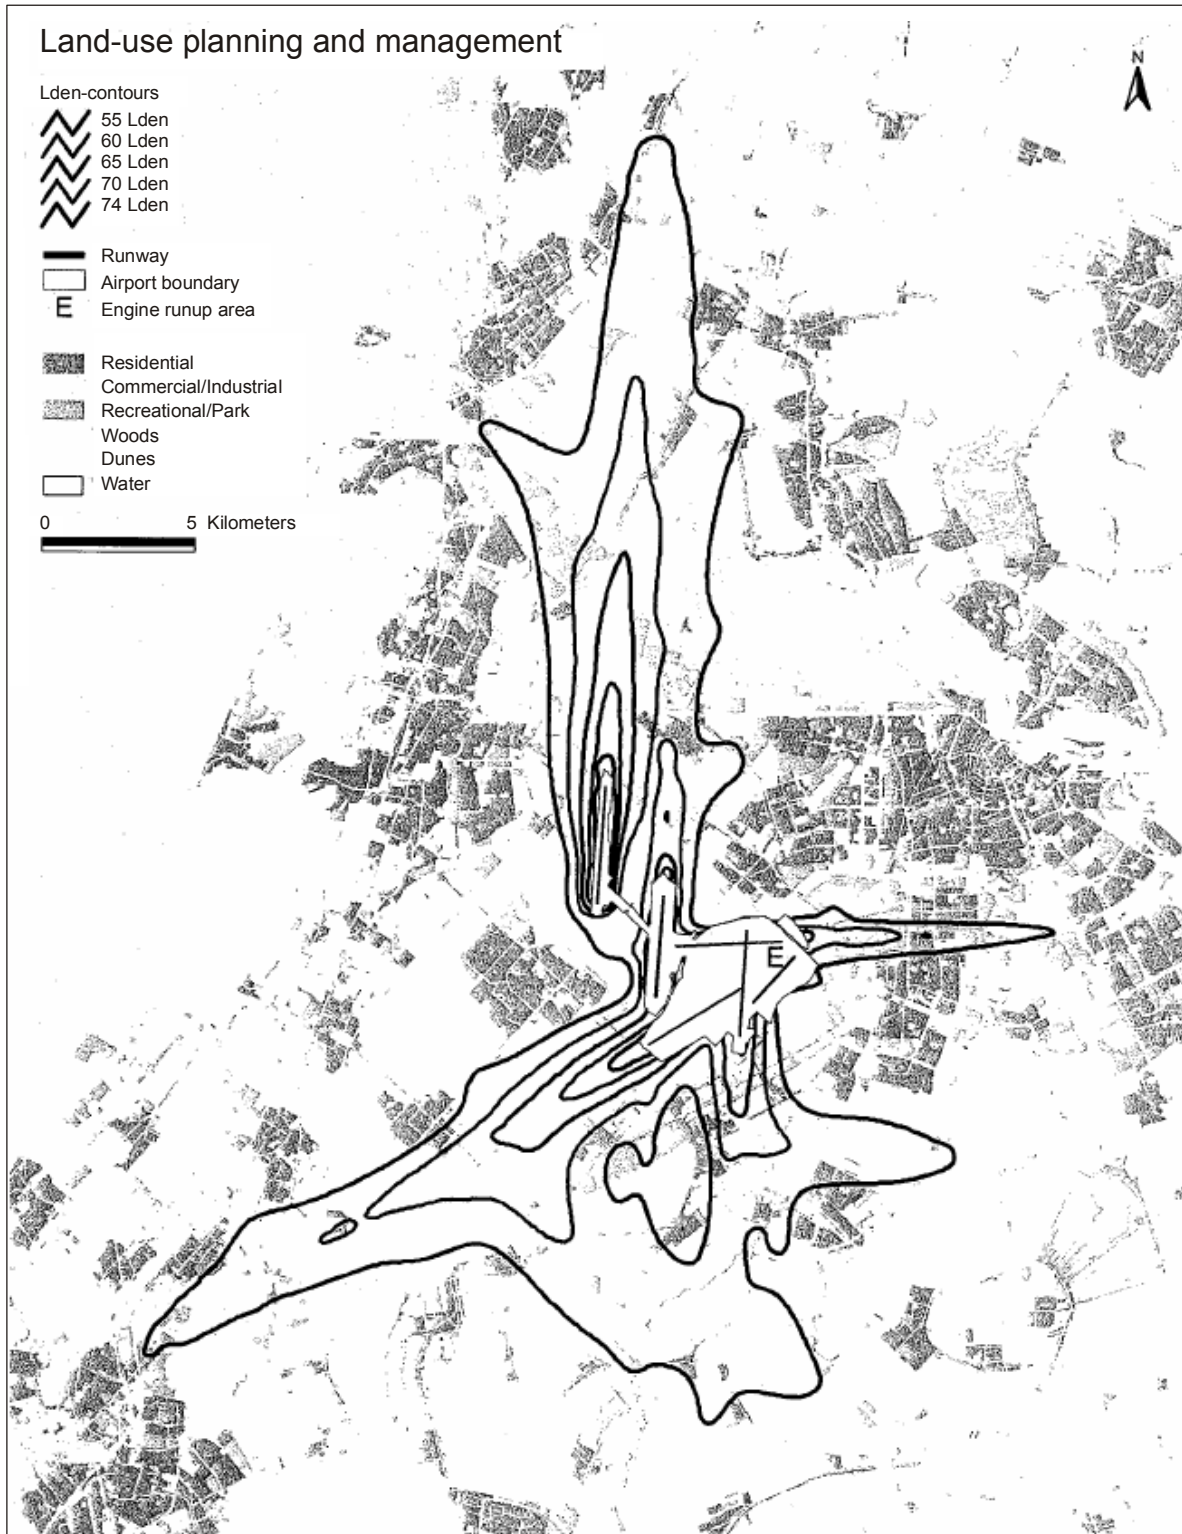 Land-use planning and management
N
Lden-contours
55 Lden
60 Lden
65 Lden
70 Lden
74 Lden
Runway
Airport boundary
E Engine runup area
Residential
Commercial/Industrial
Recreational/Park
Woods
Dunes
Water
0 5 Kilometers
E